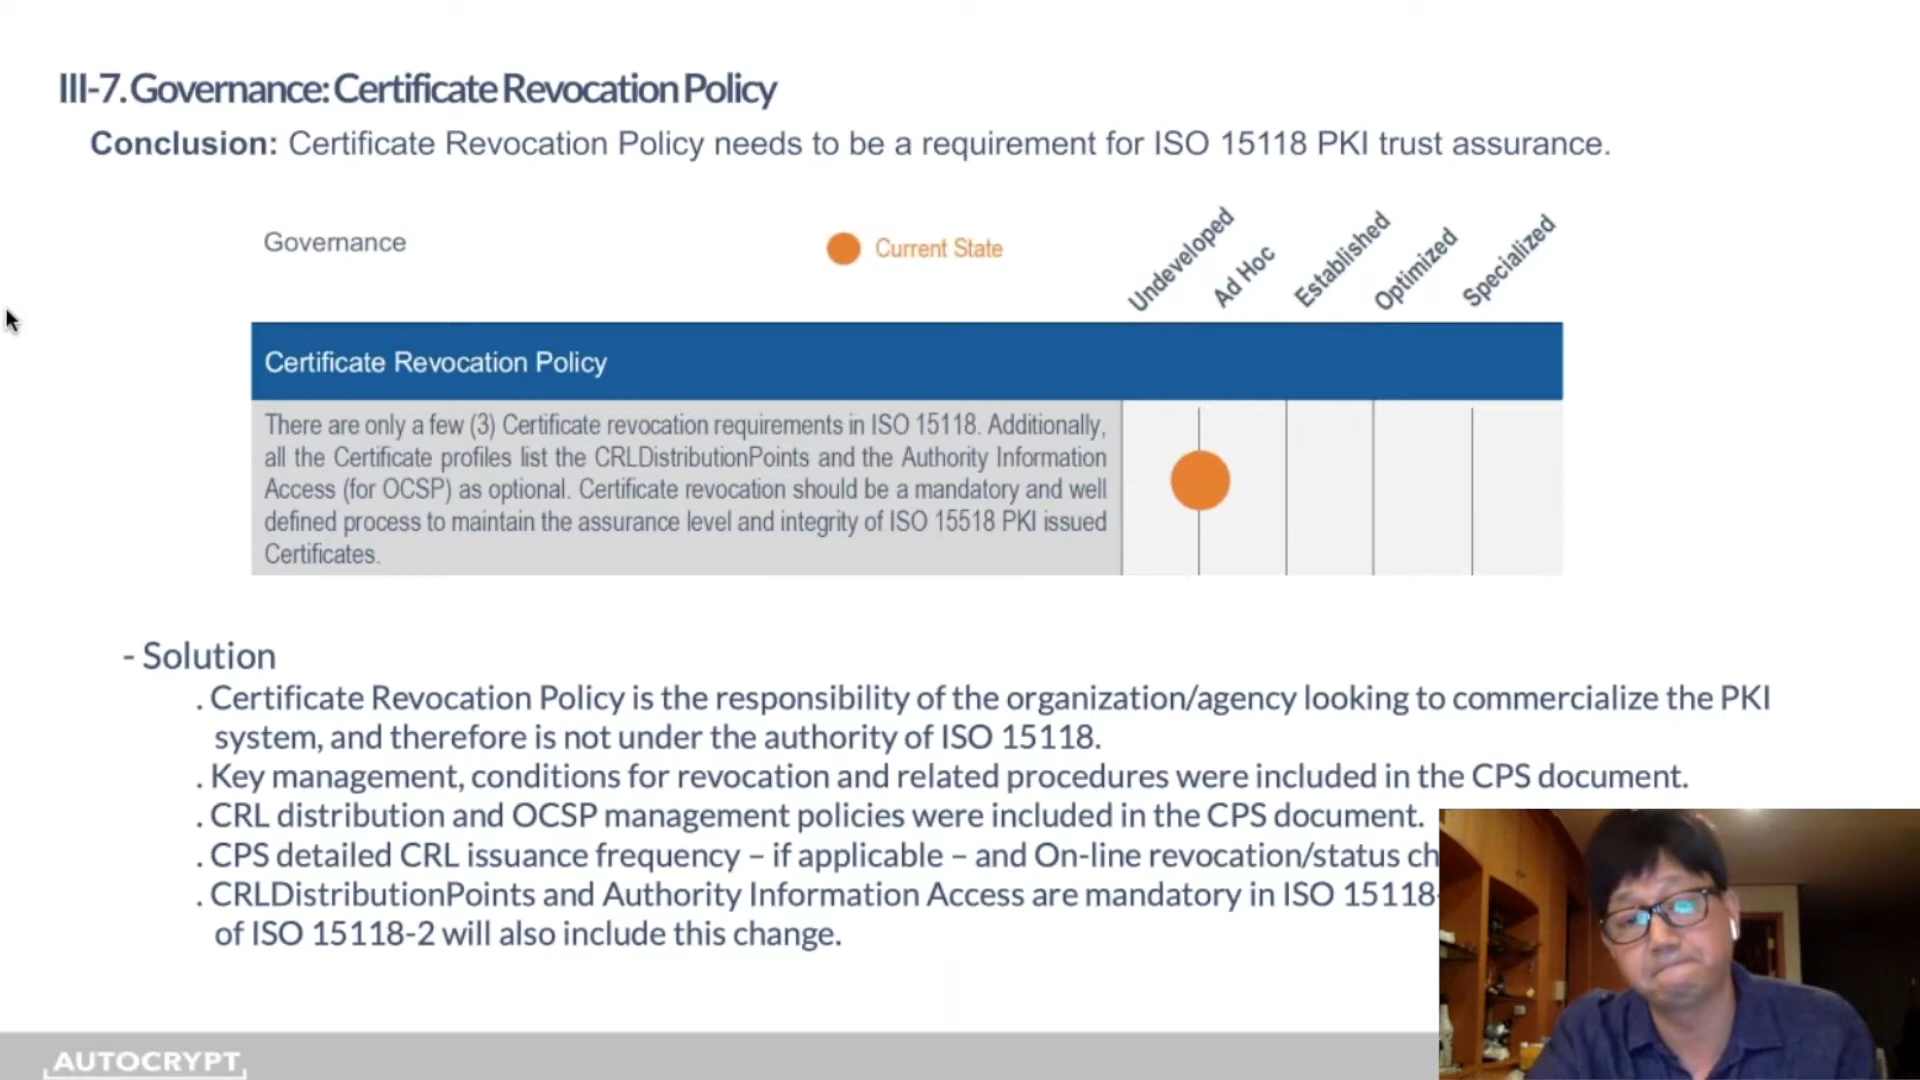 III-7. Governance: Certificate Revocation Policy
Conclusion: Certificate Revocation Policy needs to be a requirement for ISO 15118 PKI trust assurance.
Governance
Current State
Undeveloped
Ad Hoc
Established
Optimized
Specialized
Certificate Revocation Policy
There are only a few (3) Certificate revocation requirements in ISO 15118. Additionally,
all the Certificate profiles list the CRLDistributionPoints and the Authority Information
Access (for OCSP) as optional. Certificate revocation should be a mandatory and well
defined process to maintain the assurance level and integrity of ISO 15518 PKI issued
Certificates.
- Solution
. Certificate Revocation Policy is the responsibility of the organization/agency looking to commercialize the PKI
system, and therefore is not under the authority of ISO 15118.
. Key management, conditions for revocation and related procedures were included in the CPS document.
. CRL distribution and OCSP management policies were included in the CPS document.
. CPS detailed CRL issuance frequency – if applicable – and On-line revocation/status ch
. CRLDistributionPoints and Authority Information Access are mandatory in ISO 15118-
of ISO 15118-2 will also include this change.
AUTOCRYPT